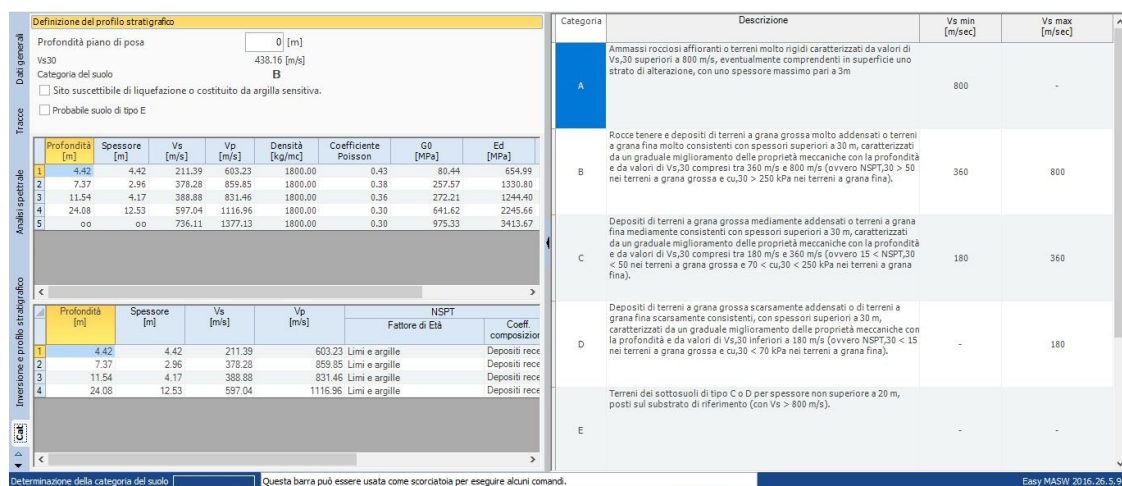 Definizione del profilo stratigrafico
Profondità piano di posa 0 [m]
Vs30 438.16 [m/s]
Categoria del suolo B
Sito suscettibile di liquefazione o costituito da argilla sensitiva.
Probabile suolo di tipo E
Dati generali
Tracce
Analisi spettrale
Inversione e profilo stratigrafico
Cat
Profondità Spessore Vs Vp Densità Coefficiente G0 Ed
[m] [m] [m/s] [m/s] [kg/mc] Poisson [MPa] [MPa]
1 4.42 4.42 211.39 603.23 1800.00 0.43 80.44 654.99
2 7.37 2.96 378.28 859.85 1800.00 0.38 257.57 1330.80
3 11.54 4.17 388.88 831.46 1800.00 0.36 272.21 1244.40
4 24.08 12.53 597.04 1116.96 1800.00 0.30 641.62 2245.66
5 oo oo 736.11 1377.13 1800.00 0.30 975.33 3413.67
Profondità Spessore Vs Vp NSPT
[m] [m] [m/s] [m/s] Fattore di Età Coeff.
composizion
1 4.42 4.42 211.39 603.23 Limi e argille Depositi rece
2 7.37 2.96 378.28 859.85 Limi e argille Depositi rece
3 11.54 4.17 388.88 831.46 Limi e argille Depositi rece
4 24.08 12.53 597.04 1116.96 Limi e argille Depositi rece
Categoria Descrizione Vs min Vs max
[m/sec] [m/sec]
Ammassi rocciosi affioranti o terreni molto rigidi caratterizzati da valori di
Vs,30 superiori a 800 m/s, eventualmente comprendenti in superficie uno
strato di alterazione, con uno spessore massimo pari a 3m
A 800 -
Rocce tenere e depositi di terreni a grana grossa molto addensati o terreni
a grana fina molto consistenti con spessori superiori a 30 m, caratterizzati
da un graduale miglioramento delle proprietà meccaniche con la profondità
B e da valori di Vs,30 compresi tra 360 m/s e 800 m/s (ovvero NSPT,30 > 50 360 800
nei terreni a grana grossa e cu,30 > 250 kPa nei terreni a grana fina).
Depositi di terreni a grana grossa mediamente addensati o terreni a grana
fina mediamente consistenti con spessori superiori a 30 m, caratterizzati
da un graduale miglioramento delle proprietà meccaniche con la profondità
C e da valori di Vs,30 compresi tra 180 m/s e 360 m/s (ovvero 15 < NSPT,30 180 360
< 50 nei terreni a grana grossa e 70 < cu,30 < 250 kPa nei terreni a grana
fina).
Depositi di terreni a grana grossa scarsamente addensati o di terreni a
grana fina scarsamente consistenti, con spessori superiori a 30 m,
caratterizzati da un graduale miglioramento delle proprietà meccaniche con
D la profondità e da valori di Vs,30 inferiori a 180 m/s (ovvero NSPT,30 < 15 - 180
nei terreni a grana grossa e cu,30 < 70 kPa nei terreni a grana fina).
Terreni dei sottosuoli di tipo C o D per spessore non superiore a 20 m,
posti sul substrato di riferimento (con Vs > 800 m/s).
E - -
Determinazione della categoria del suolo Questa barra può essere usata come scorciatoia per eseguire alcuni comandi. Easy MASW 2016.26.5.9